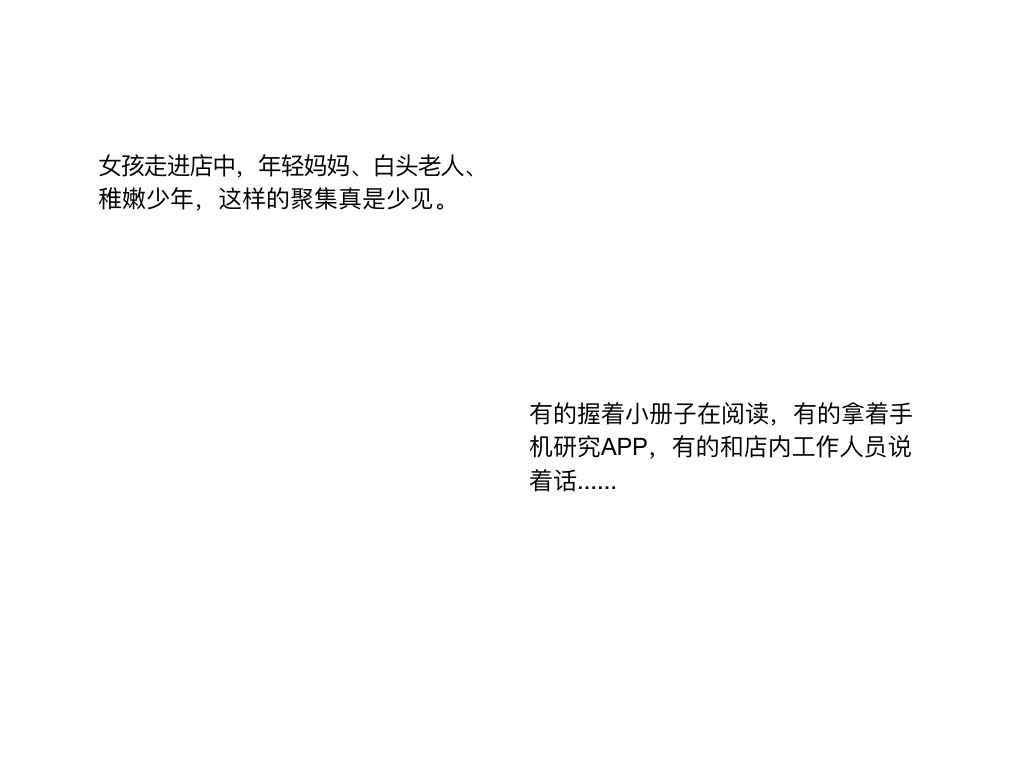 女孩走进店中，年轻妈妈、白头老人、
稚嫩少年，这样的聚集真是少见。
有的握着小册子在阅读，有的拿着手
机研究APP，有的和店内工作人员说
着话......